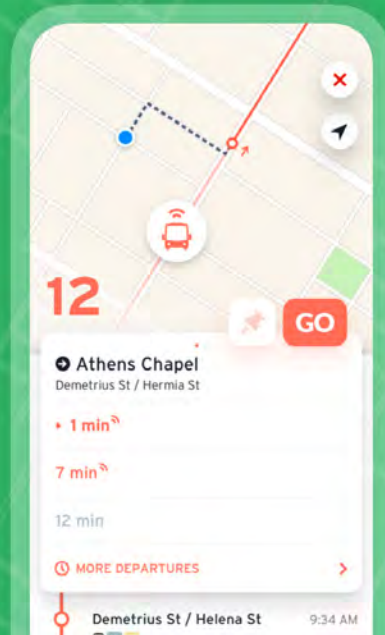 12
GO
Athens Chapel
Demetrius St / Hermia St
1 min
7 min
12 min
MORE DEPARTURES
Demetrius St / Helena St 9:34 AM